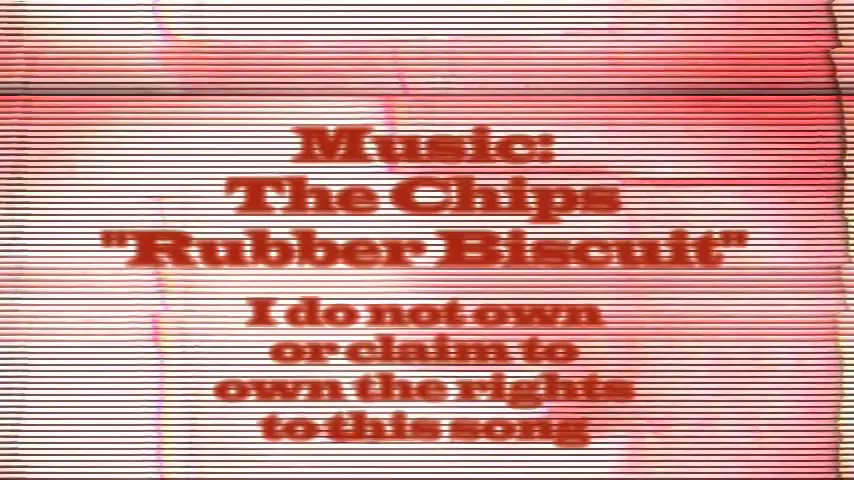 Music:
The Chips
"Rubber Biscuit"
I do not own
or claim to
own the rights
to this song